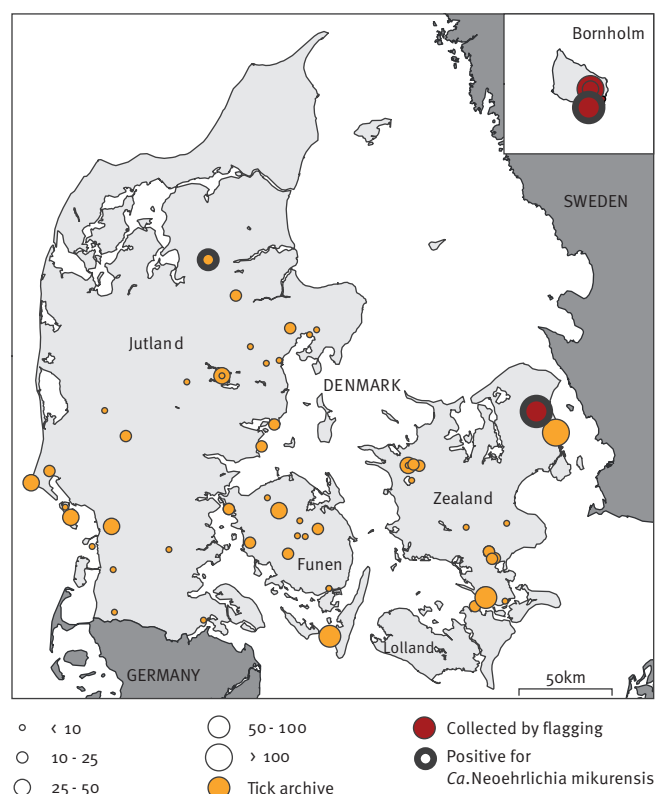 Bornholm
SWEDEN
Jutland
DENMARK
Zealand
Funen
Lolland
GERMANY
50km
< 10
10 - 25
25 - 50
50 - 100
> 100
Tick archive
Collected by flagging
Positive for
Ca.Neoehrlichia mikurensis